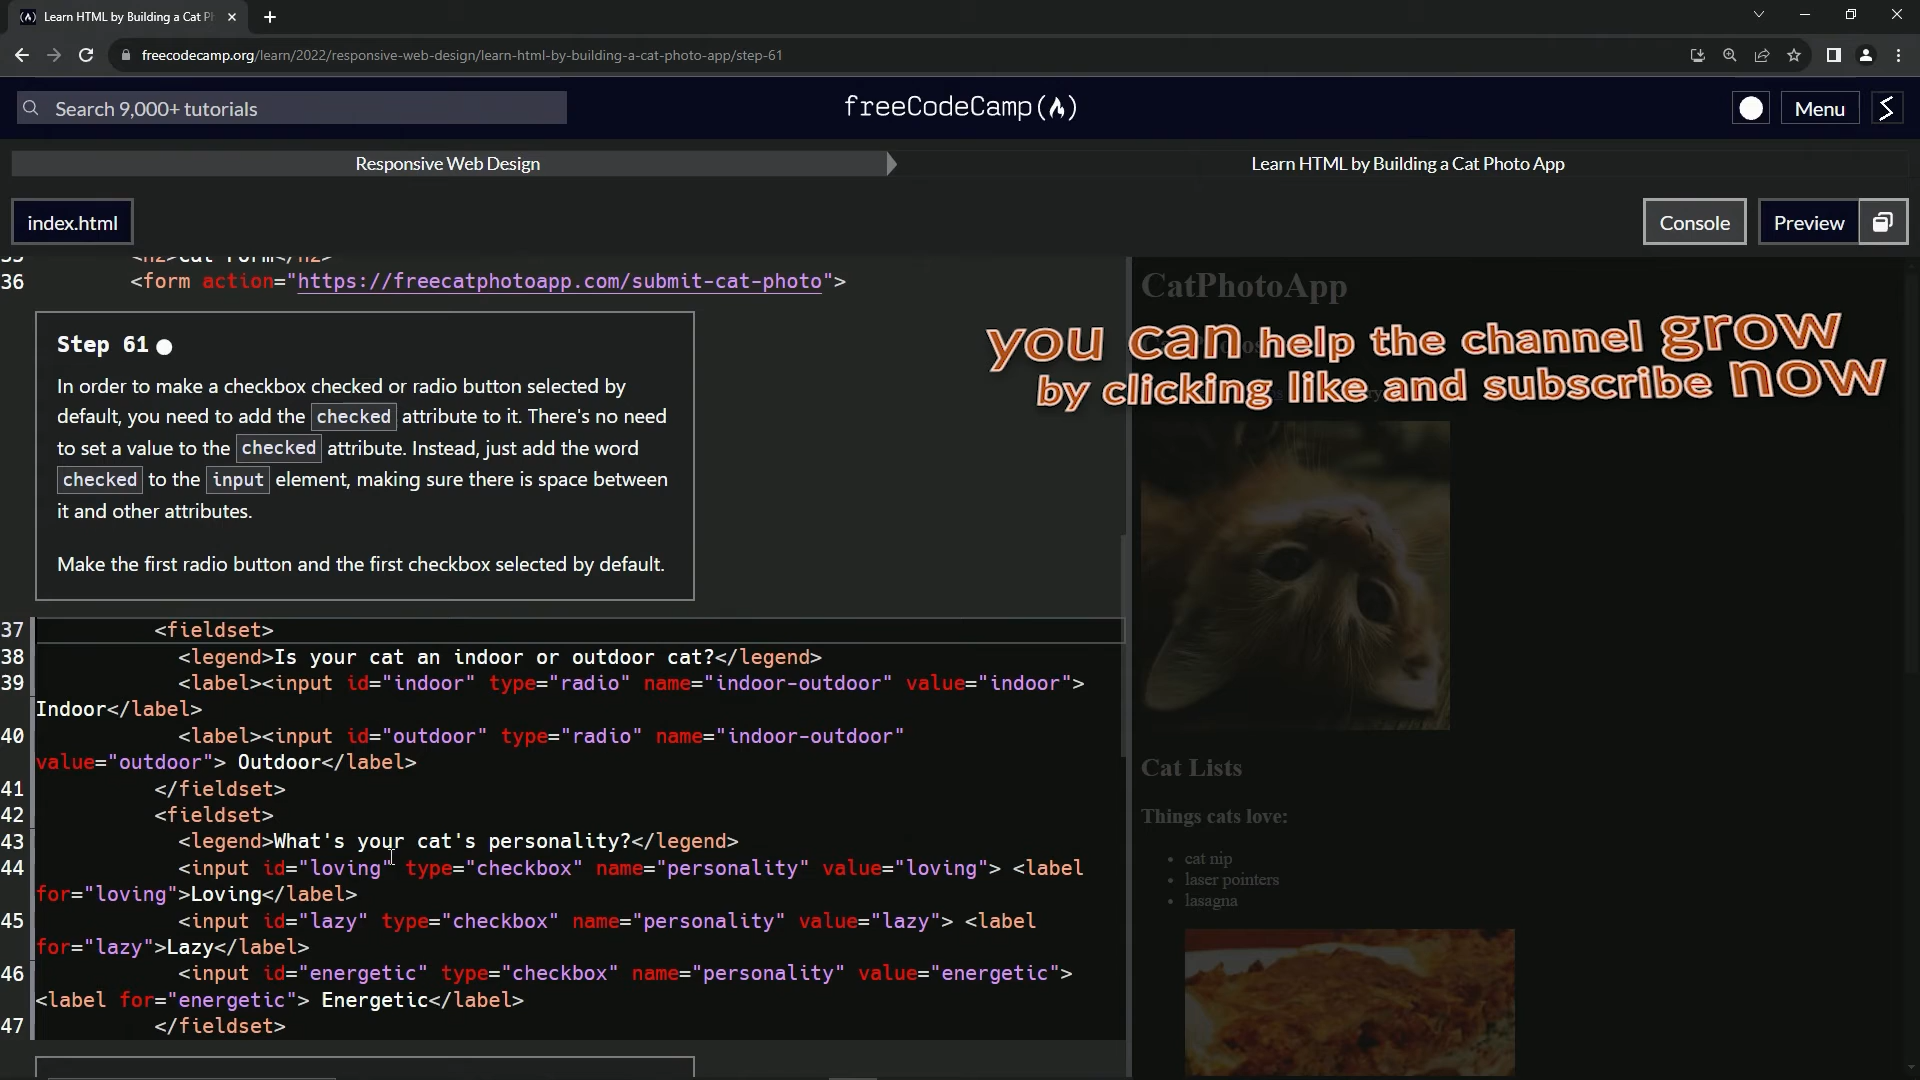 Learn HTML by Building a Cat P
freecodecamp.org/learn/2022/responsive-web-design/learn-html-by-building-a-cat-photo-app/step-61
Search 9,000+ tutorials
freeCodeCamp
Menu
Responsive Web Design
Learn HTML by Building a Cat Photo App
index.html
Console
Preview
35 <h2>Cat Form</h2>
36 <form action="https://freecatphotoapp.com/submit-cat-photo">
Step 61
In order to make a checkbox checked or radio button selected by
default, you need to add the checked attribute to it. There's no need
to set a value to the checked attribute. Instead, just add the word
checked to the input element, making sure there is space between
it and other attributes.
Make the first radio button and the first checkbox selected by default.
37 <fieldset>
38 <legend>Is your cat an indoor or outdoor cat?</legend>
39 <label><input id="indoor" type="radio" name="indoor-outdoor" value="indoor">
Indoor</label>
40 <label><input id="outdoor" type="radio" name="indoor-outdoor"
value="outdoor"> Outdoor</label>
41 </fieldset>
42 <fieldset>
43 <legend>What's your cat's personality?</legend>
44 <input id="loving" type="checkbox" name="personality" value="loving"> <label
for="loving">Loving</label>
45 <input id="lazy" type="checkbox" name="personality" value="lazy"> <label
for="lazy">Lazy</label>
46 <input id="energetic" type="checkbox" name="personality" value="energetic">
<label for="energetic"> Energetic</label>
47 </fieldset>
CatPhotoApp
you can help the channel grow
by clicking like and subscribe now
Cat Lists
Things cats love:
cat nip
laser pointers
lasagna